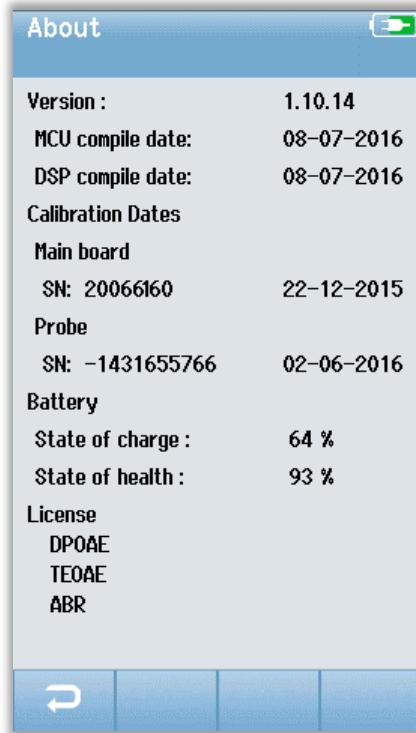 About
Version : 1.10.14
MCU compile date: 08-07-2016
DSP compile date: 08-07-2016
Calibration Dates
Main board
SN: 20066160 22-12-2015
Probe
SN: -1431655766 02-06-2016
Battery
State of charge : 64 %
State of health : 93 %
License
DPOAE
TEOAE
ABR